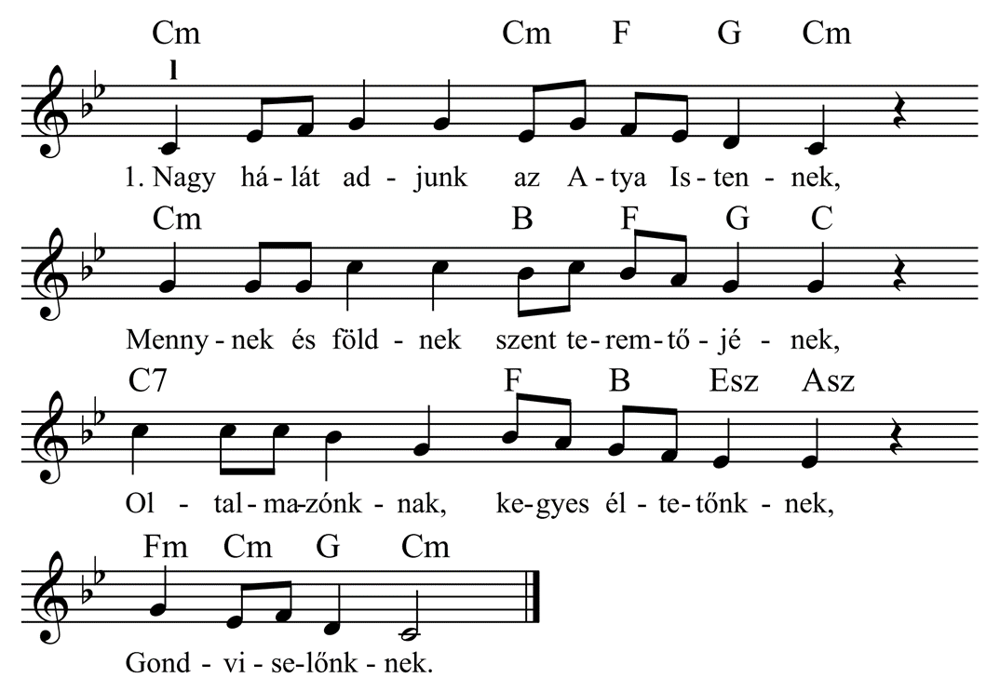 Cm Cm F G Cm
l
1. Nagy há - lát ad - junk az A - tya Is - ten - nek,
Cm B F G C
Menny - nek és föld - nek szent te - rem - tő - jé - nek,
C7 F B Esz Asz
Ol - tal - ma - zónk - nak, ke - gyes él - te - tőnk - nek,
Fm Cm G Cm
Gond - vi - se - lőnk - nek.